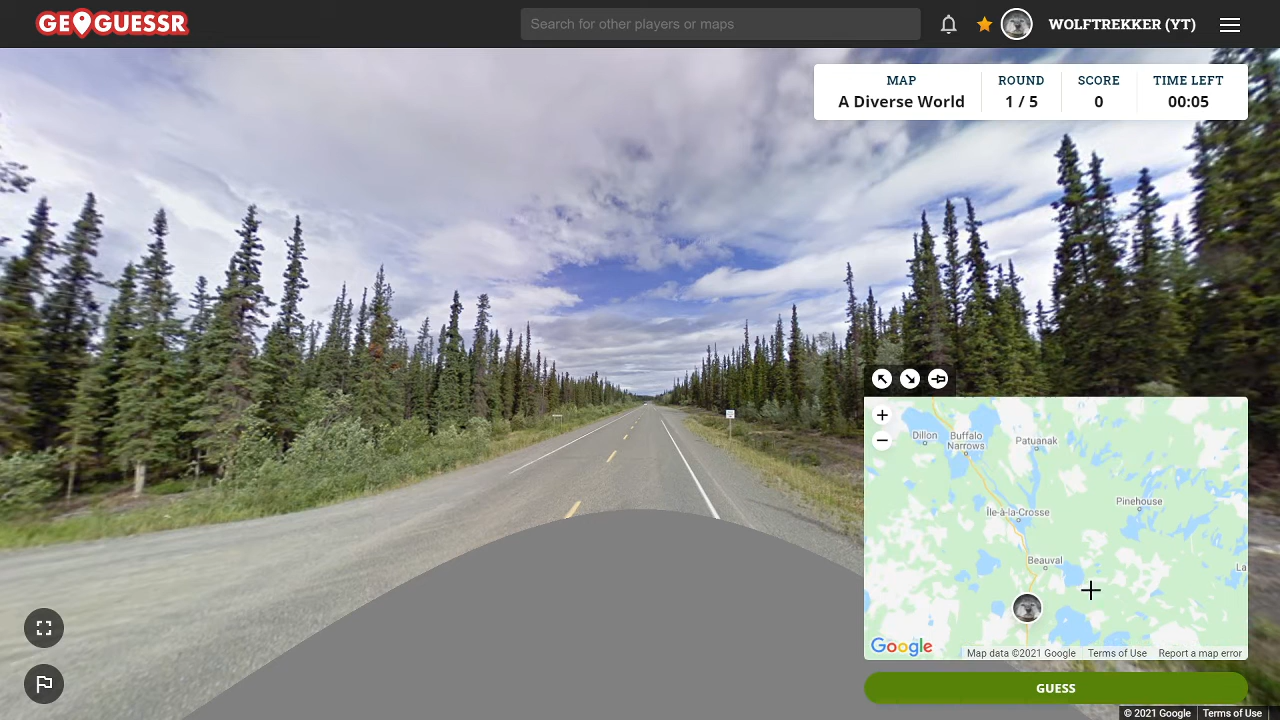 GEOGUESSR
Search for other players or maps
WOLFTREKKER (YT)
MAP
A Diverse World
ROUND
1 / 5
SCORE
0
TIME LEFT
00:05
Dillon
Buffalo
Narrows
Patuanak
Pinehouse
Île-à-la-Crosse
Beauval
La
Google
Map data ©2021 Google
Terms of Use
Report a map error
GUESS
© 2021 Google
Terms of Use